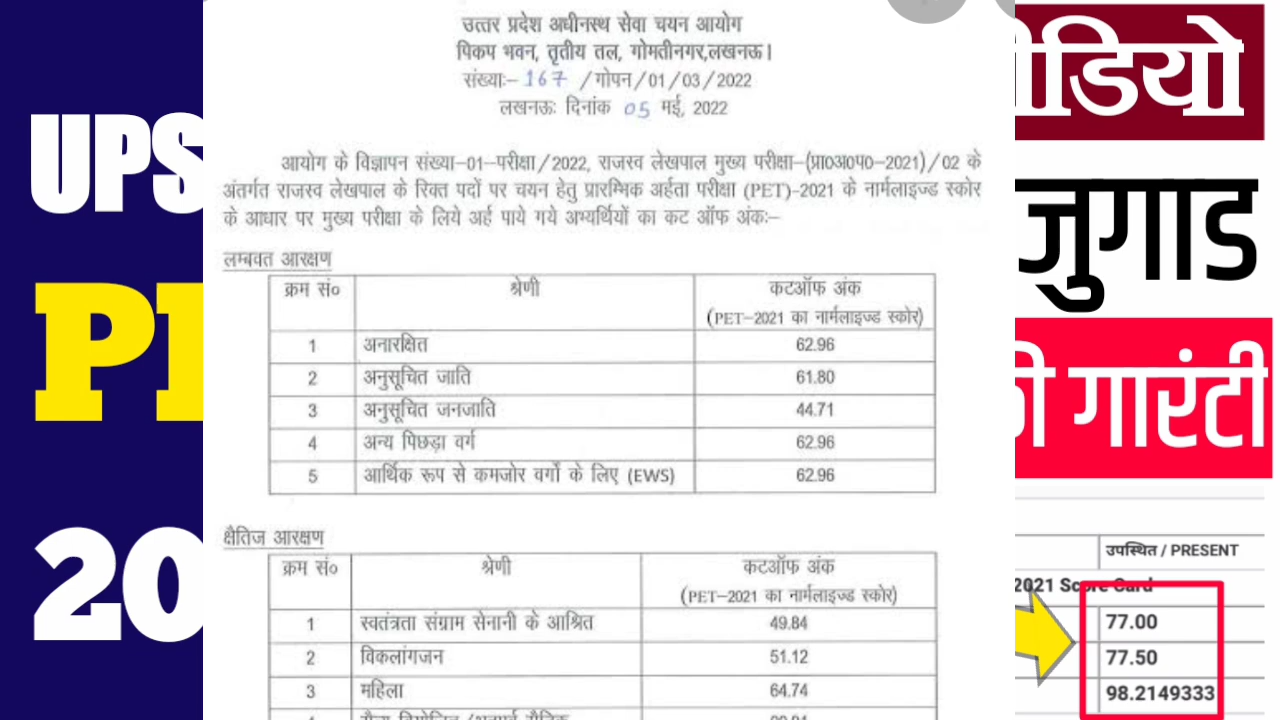 UPS
PE
20
उत्तर प्रदेश अधीनस्थ सेवा चयन आयोग
पिकप भवन, तृतीय तल, गोमतीनगर,लखनऊ।
संख्याः– 167 /गोपन/01/03/2022
लखनऊः दिनांक 05 मई, 2022
आयोग के विज्ञापन संख्या–01–परीक्षा/2022, राजस्व लेखपाल मुख्य परीक्षा–(प्रा0अ0प0–2021)/02 के
अंतर्गत राजस्व लेखपाल के रिक्त पदों पर चयन हेतु प्रारम्भिक अर्हता परीक्षा (PET)-2021 के नार्मलाइज्ड स्कोर
के आधार पर मुख्य परीक्षा के लिये अर्ह पाये गये अभ्यर्थियों का कट ऑफ अंकः–
लम्बवत आरक्षण
क्रम सं० श्रेणी कटऑफ अंक
(PET–2021 का नार्मलाइज्ड स्कोर)
1 अनारक्षित 62.96
2 अनुसूचित जाति 61.80
3 अनुसूचित जनजाति 44.71
4 अन्य पिछड़ा वर्ग 62.96
5 आर्थिक रूप से कमजोर वर्गों के लिए (EWS) 62.96
क्षैतिज आरक्षण
क्रम सं० श्रेणी कटऑफ अंक
(PET–2021 का नार्मलाइज्ड स्कोर)
1 स्वतंत्रता संग्राम सेनानी के आश्रित 49.84
2 विकलांगजन 51.12
3 महिला 64.74
ीडियो
जुगाड
की गारंटी
उपस्थित / PRESENT
2021 Score Card
77.00
77.50
98.2149333